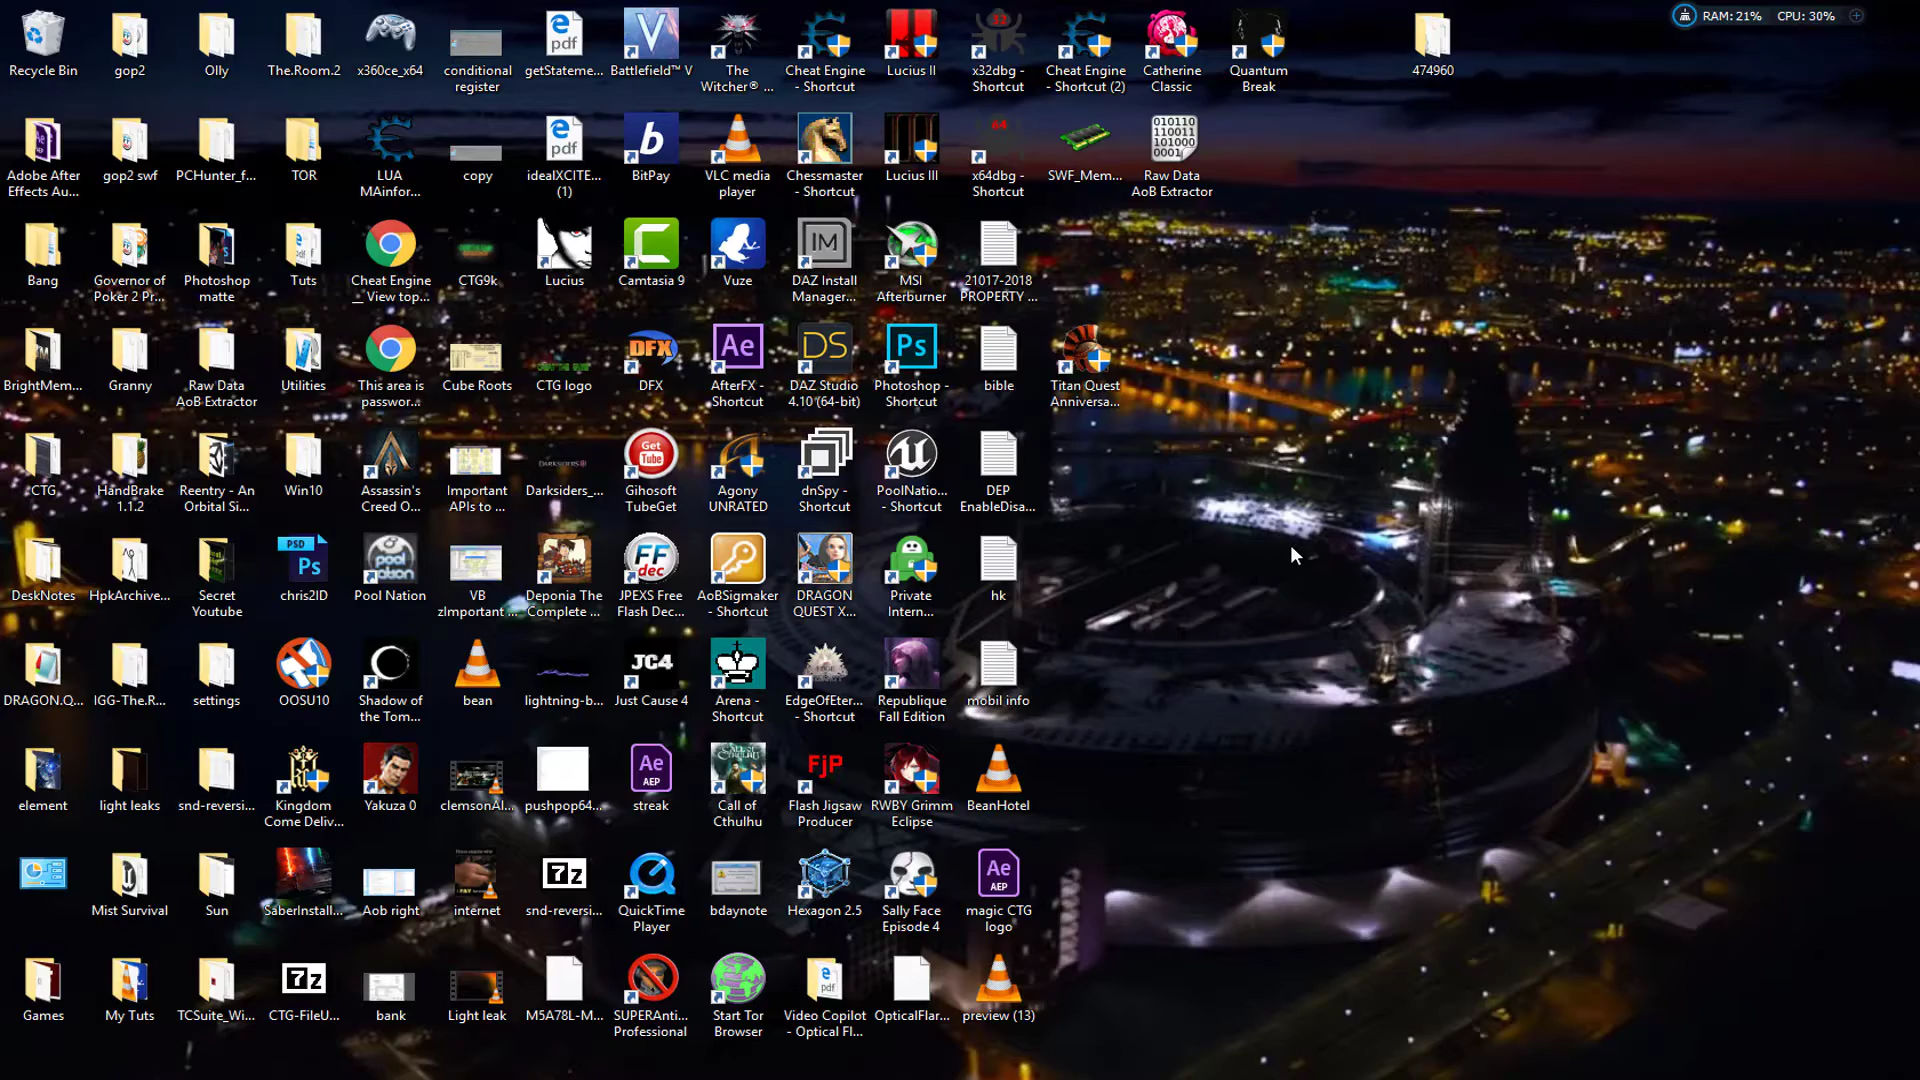 RAM: 21% CPU: 30%
Recycle Bin
gop2
Olly
The.Room.2
x360ce_x64
conditional
register
getStateme...
Battlefield™ V
The
Witcher® ...
Cheat Engine
- Shortcut
Lucius II
x32dbg -
Shortcut
Cheat Engine
- Shortcut (2)
Catherine
Classic
Quantum
Break
474960
Adobe After
Effects Au...
gop2 swf
PCHunter_f...
TOR
LUA
MAinfor...
copy
idealXCITE...
(1)
BitPay
VLC media
player
Chessmaster
- Shortcut
Lucius III
x64dbg -
Shortcut
SWF_Mem...
Raw Data
AoB Extractor
Bang
Governor of
Poker 2 Pr...
Photoshop
matte
Tuts
Cheat Engine
__ View top...
CTG9k
Lucius
Camtasia 9
Vuze
DAZ Install
Manager...
MSI
Afterburner
21017-2018
PROPERTY ...
BrightMem...
Granny
Raw Data
AoB Extractor
Utilities
This area is
passwor...
Cube Roots
CTG logo
DFX
AfterFX -
Shortcut
DAZ Studio
4.10 (64-bit)
Photoshop -
Shortcut
bible
Titan Quest
Anniversa...
CTG
HandBrake
1.1.2
Reentry - An
Orbital Si...
Win10
Assassin's
Creed O...
Important
APIs to ...
Darksiders_...
Gihosoft
TubeGet
Agony
UNRATED
dnSpy -
Shortcut
PoolNatio...
- Shortcut
DEP
EnableDisa...
DeskNotes
HpkArchive...
Secret
Youtube
chris2ID
Pool Nation
VB
zImportant ...
Deponia The
Complete ...
JPEXS Free
Flash Dec...
AoBSigmaker
- Shortcut
DRAGON
QUEST X...
Private
Intern...
hk
DRAGON.Q...
IGG-The.R...
settings
OOSU10
Shadow of
the Tom...
bean
lightning-b...
Just Cause 4
Arena -
Shortcut
EdgeOfEter...
- Shortcut
Republique
Fall Edition
mobil info
element
light leaks
snd-reversi...
Kingdom
Come Deliv...
Yakuza 0
clemsonAl...
pushpop64...
streak
Call of
Cthulhu
Flash Jigsaw
Producer
RWBY Grimm
Eclipse
BeanHotel
Mist Survival
Sun
SaberInstall...
Aob right
internet
snd-reversi...
QuickTime
Player
bdaynote
Hexagon 2.5
Sally Face
Episode 4
magic CTG
logo
Games
My Tuts
TCSuite_Wi...
CTG-FileU...
bank
Light leak
M5A78L-M...
SUPERAnti...
Professional
Start Tor
Browser
Video Copilot
- Optical Fl...
OpticalFlar...
preview (13)